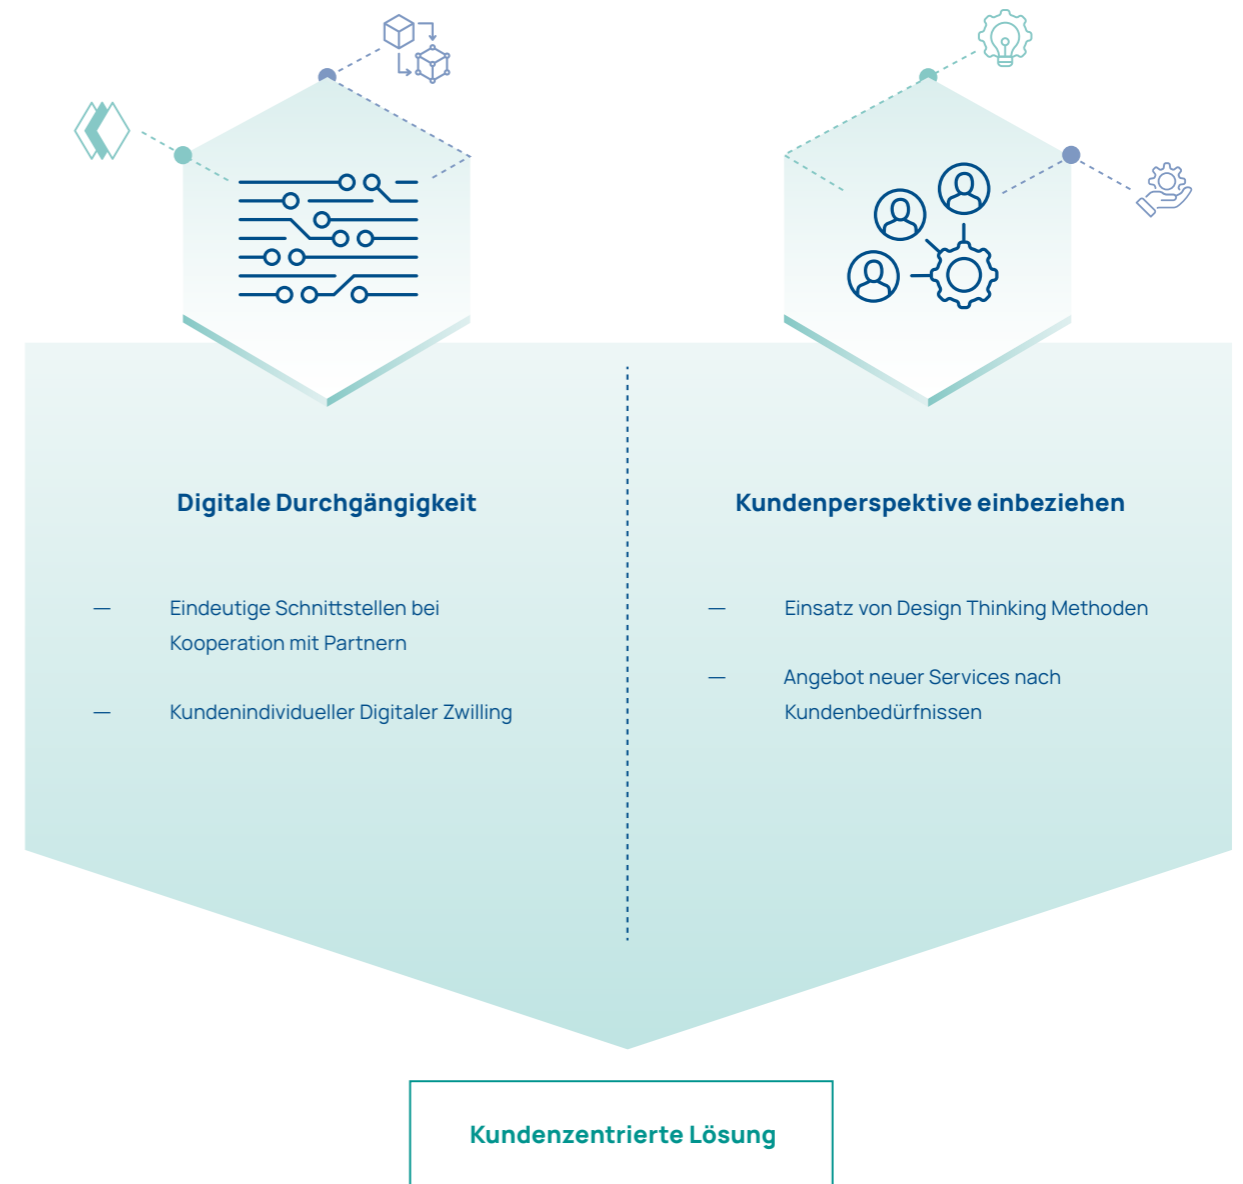 Digitale Durchgängigkeit
— Eindeutige Schnittstellen bei
Kooperation mit Partnern
— Kundenindividueller Digitaler Zwilling
Kundenperspektive einbeziehen
— Einsatz von Design Thinking Methoden
— Angebot neuer Services nach
Kundenbedürfnissen
Kundenzentrierte Lösung